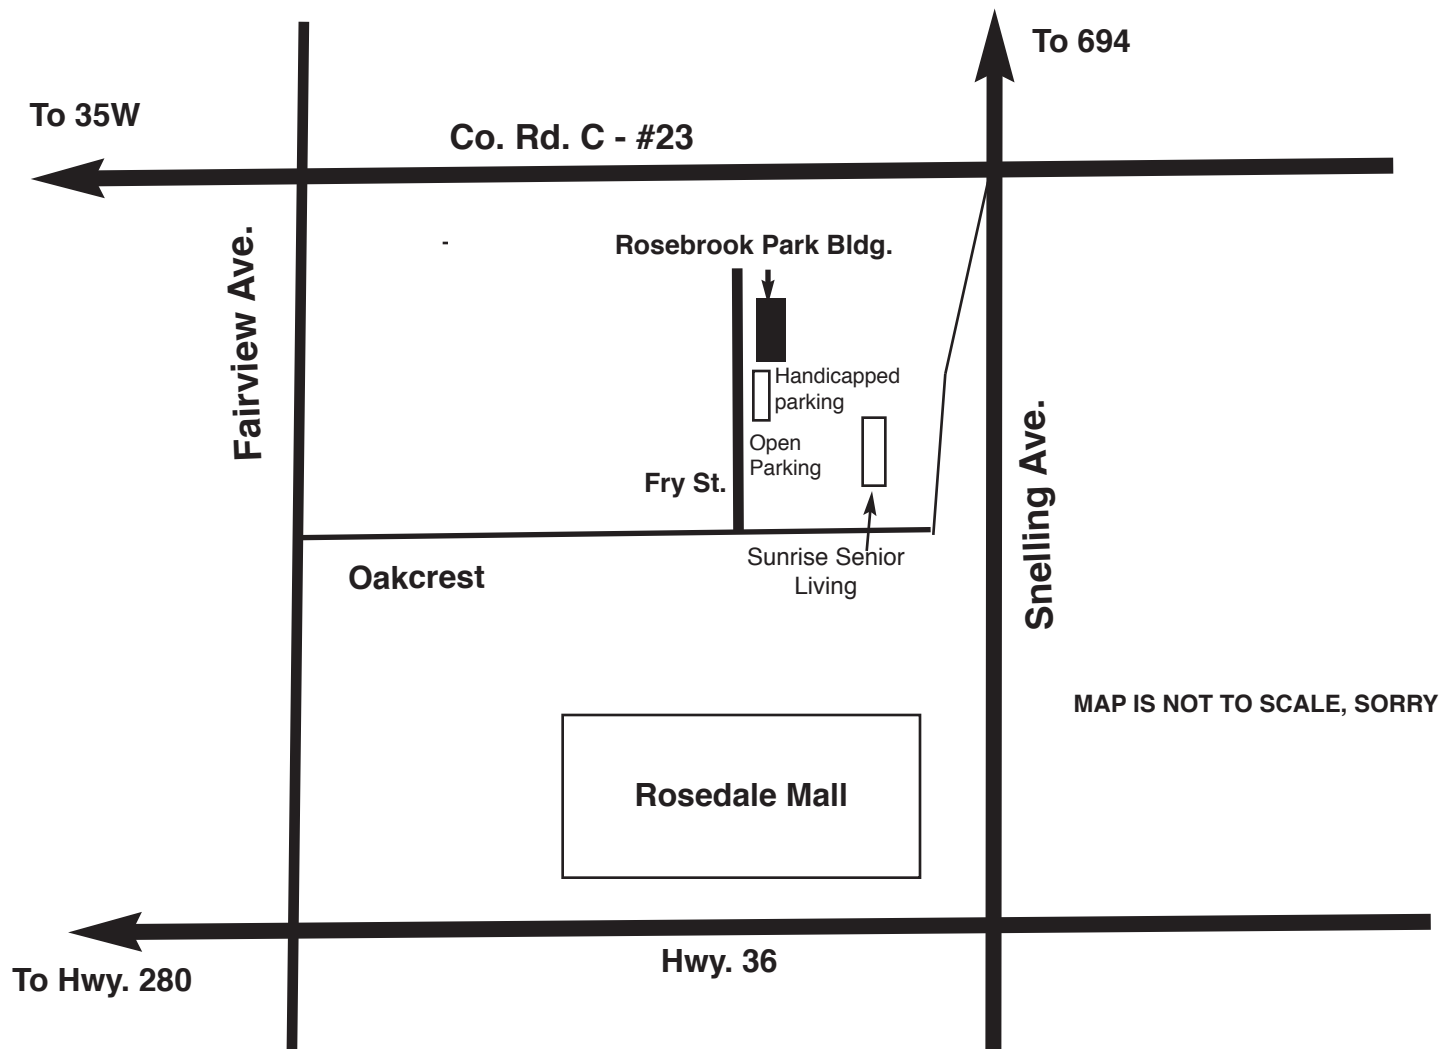 To 694
To 35W
Co. Rd. C - #23
Rosebrook Park Bldg.
Fairview Ave.
Handicapped
parking
Open
Parking
Fry St.
Snelling Ave.
Sunrise Senior
Living
Oakcrest
MAP IS NOT TO SCALE, SORRY
Rosedale Mall
Hwy. 36
To Hwy. 280